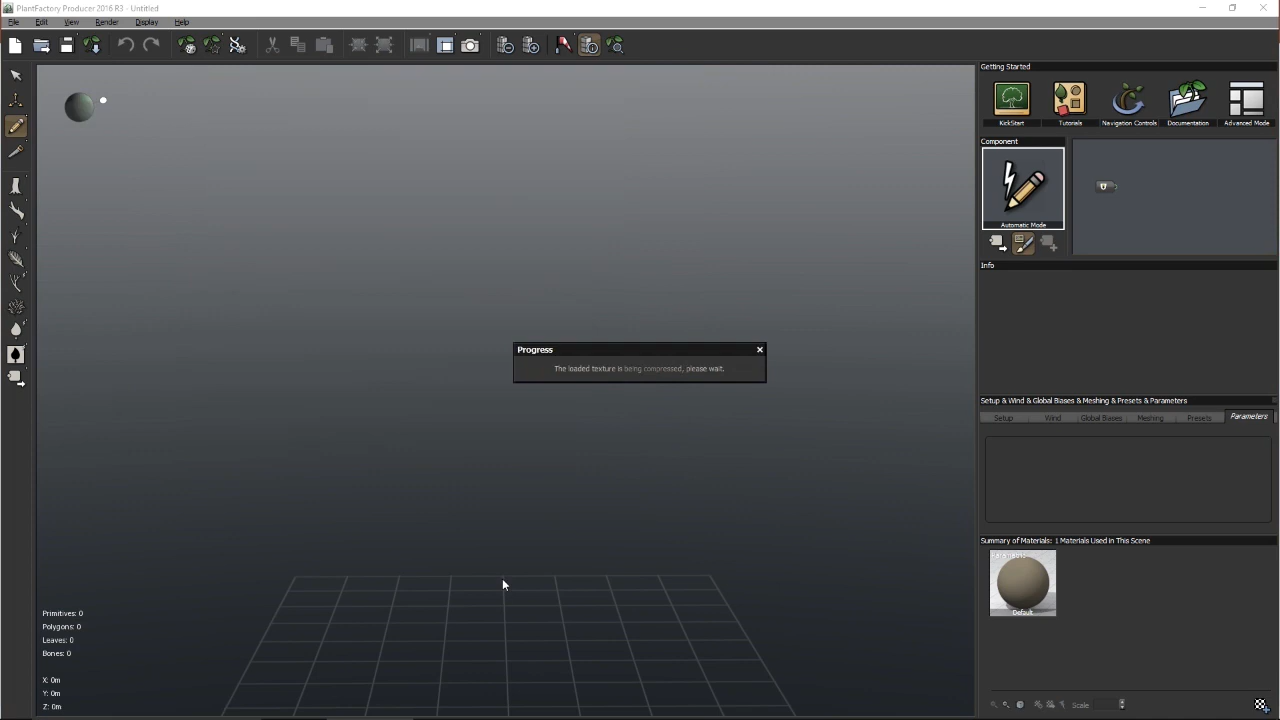 PlantFactory Producer 2016 R3 - Untitled
File Edit View Render Display Help
Getting Started
KickStart Tutorials Navigation Controls Documentation Advanced Mode
Component
Automatic Mode
Info
Progress
The loaded texture is being compressed, please wait.
Setup & Wind & Global Biases & Meshing & Presets & Parameters
Setup Wind Global Biases Meshing Presets Parameters
Summary of Materials: 1 Materials Used in This Scene
Parametric
Default
Primitives: 0
Polygons: 0
Leaves: 0
Bones: 0
X: 0m
Y: 0m
Z: 0m
Scale